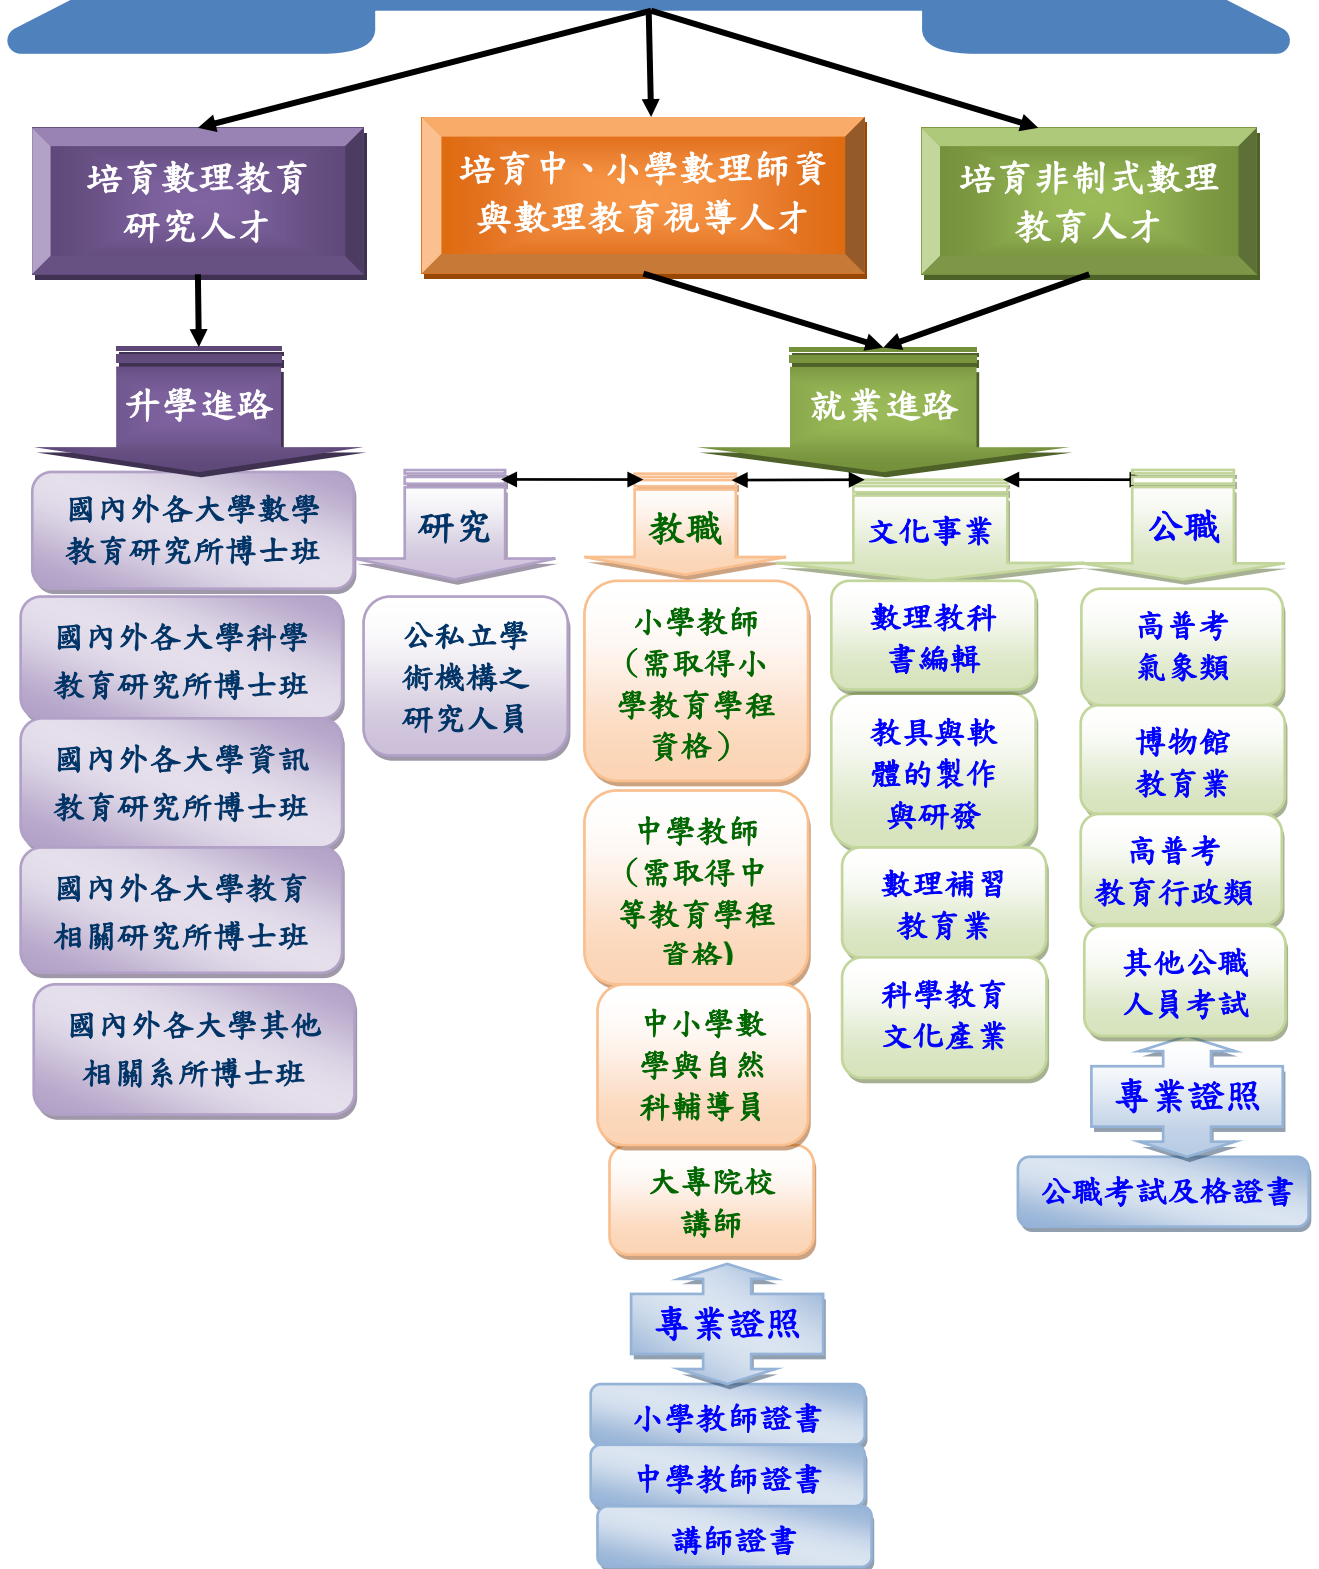 培育數理教育
研究人才
培育中、小學數理師資
與數理教育視導人才
培育非制式數理
教育人才
升學進路
就業進路
國內外各大學數學
教育研究所博士班
國內外各大學科學
教育研究所博士班
國內外各大學資訊
教育研究所博士班
國內外各大學教育
相關研究所博士班
國內外各大學其他
相關系所博士班
研究
公私立學
術機構之
研究人員
教職
小學教師
（需取得小
學教育學程
資格）
中學教師
（需取得中
等教育學程
資格)
中小學數
學與自然
科輔導員
大專院校
講師
專業證照
小學教師證書
中學教師證書
講師證書
文化事業
數理教科
書編輯
教具與軟
體的製作
與研發
數理補習
教育業
科學教育
文化產業
公職
高普考
氣象類
博物館
教育業
高普考
教育行政類
其他公職
人員考試
專業證照
公職考試及格證書